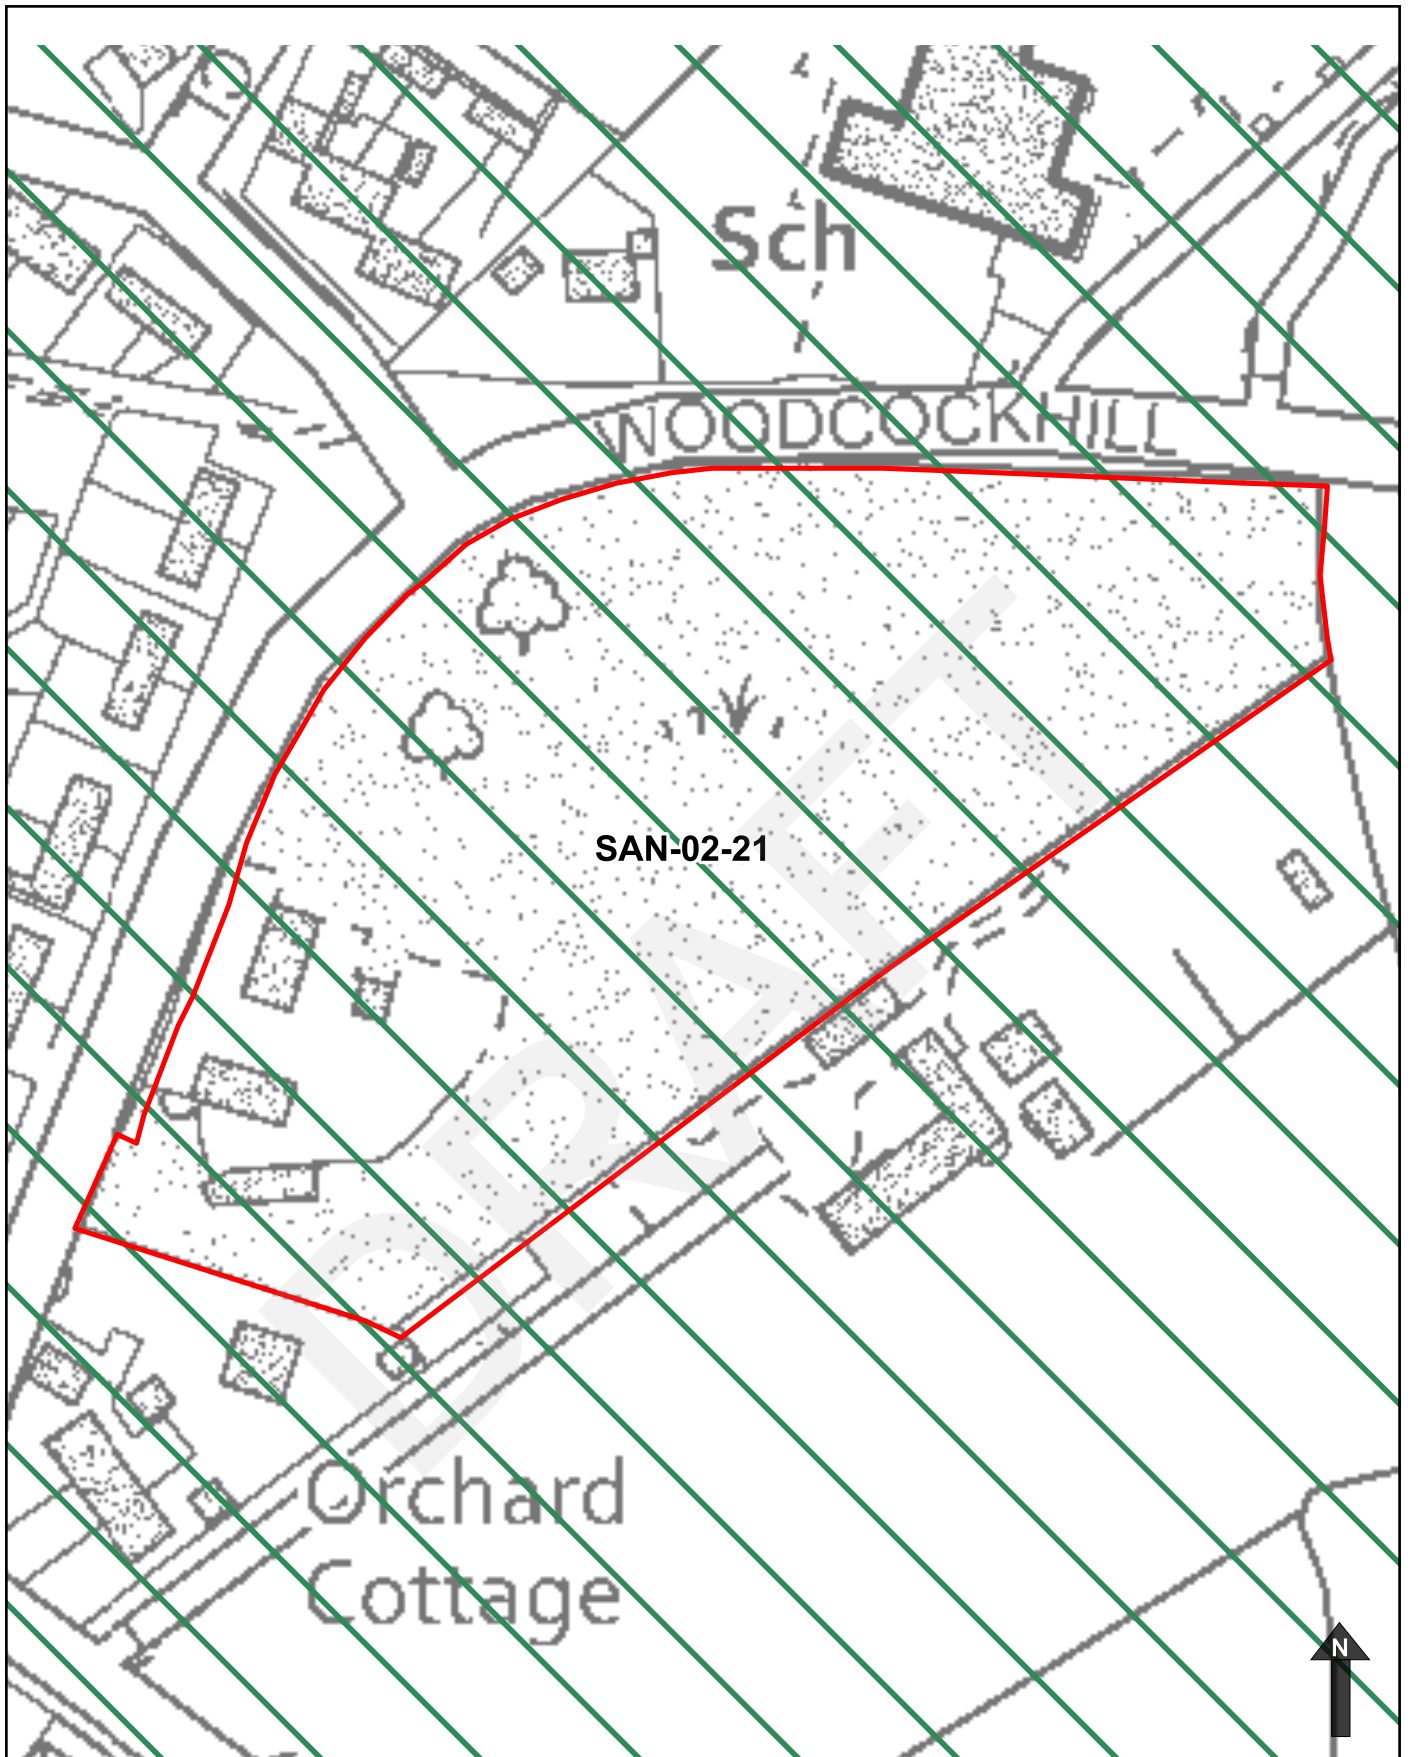 Sch
WOODCOCKHILL
SAN-02-21
DRAFT
Orchard
Cottage
N